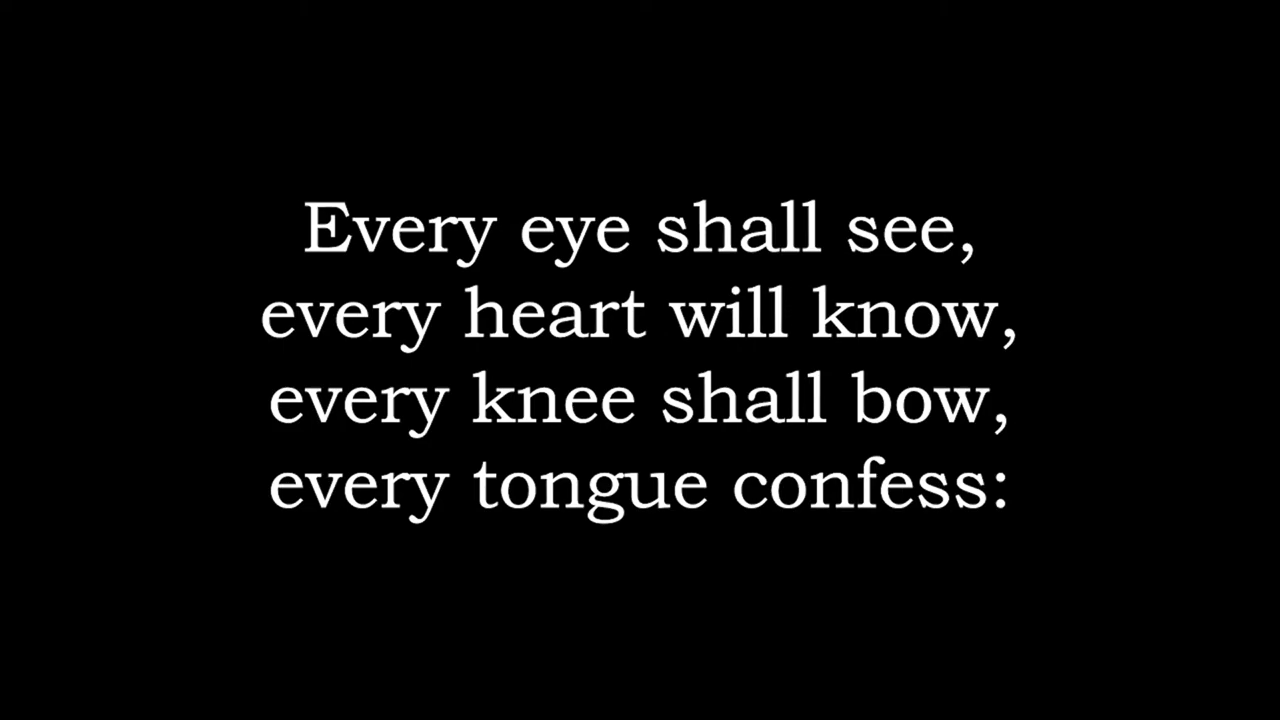 Every eye shall see,
every heart will know,
every knee shall bow,
every tongue confess: